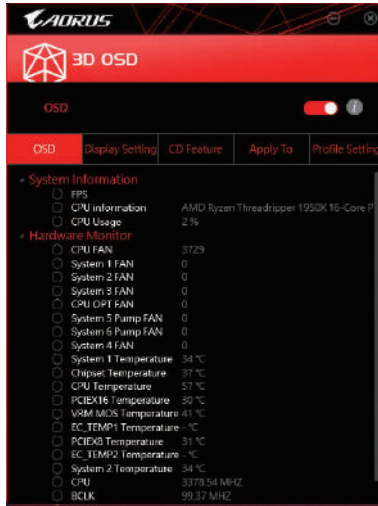 AORUS
3D OSD
OSD
OSD Display Setting CD Feature Apply To Profile Setting
System Information
FPS
CPU information AMD Ryzen Threadripper 1950X 16-Core P
CPU Usage 2 %
Hardware Monitor
CPU FAN 3729
System 1 FAN 0
System 2 FAN 0
System 3 FAN 0
CPU OPT FAN 0
System 5 Pump FAN 0
System 6 Pump FAN 0
System 4 FAN 0
System 1 Temperature 34 °C
Chipset Temperature 37 °C
CPU Temperature 57 °C
PCIEX16 Temperature 30 °C
VRM MOS Temperature 41 °C
EC_TEMP1 Temperature - °C
PCIEX8 Temperature 31 °C
EC_TEMP2 Temperature - °C
System 2 Temperature 34 °C
CPU 3378.54 MHZ
BCLK 99.37 MHZ